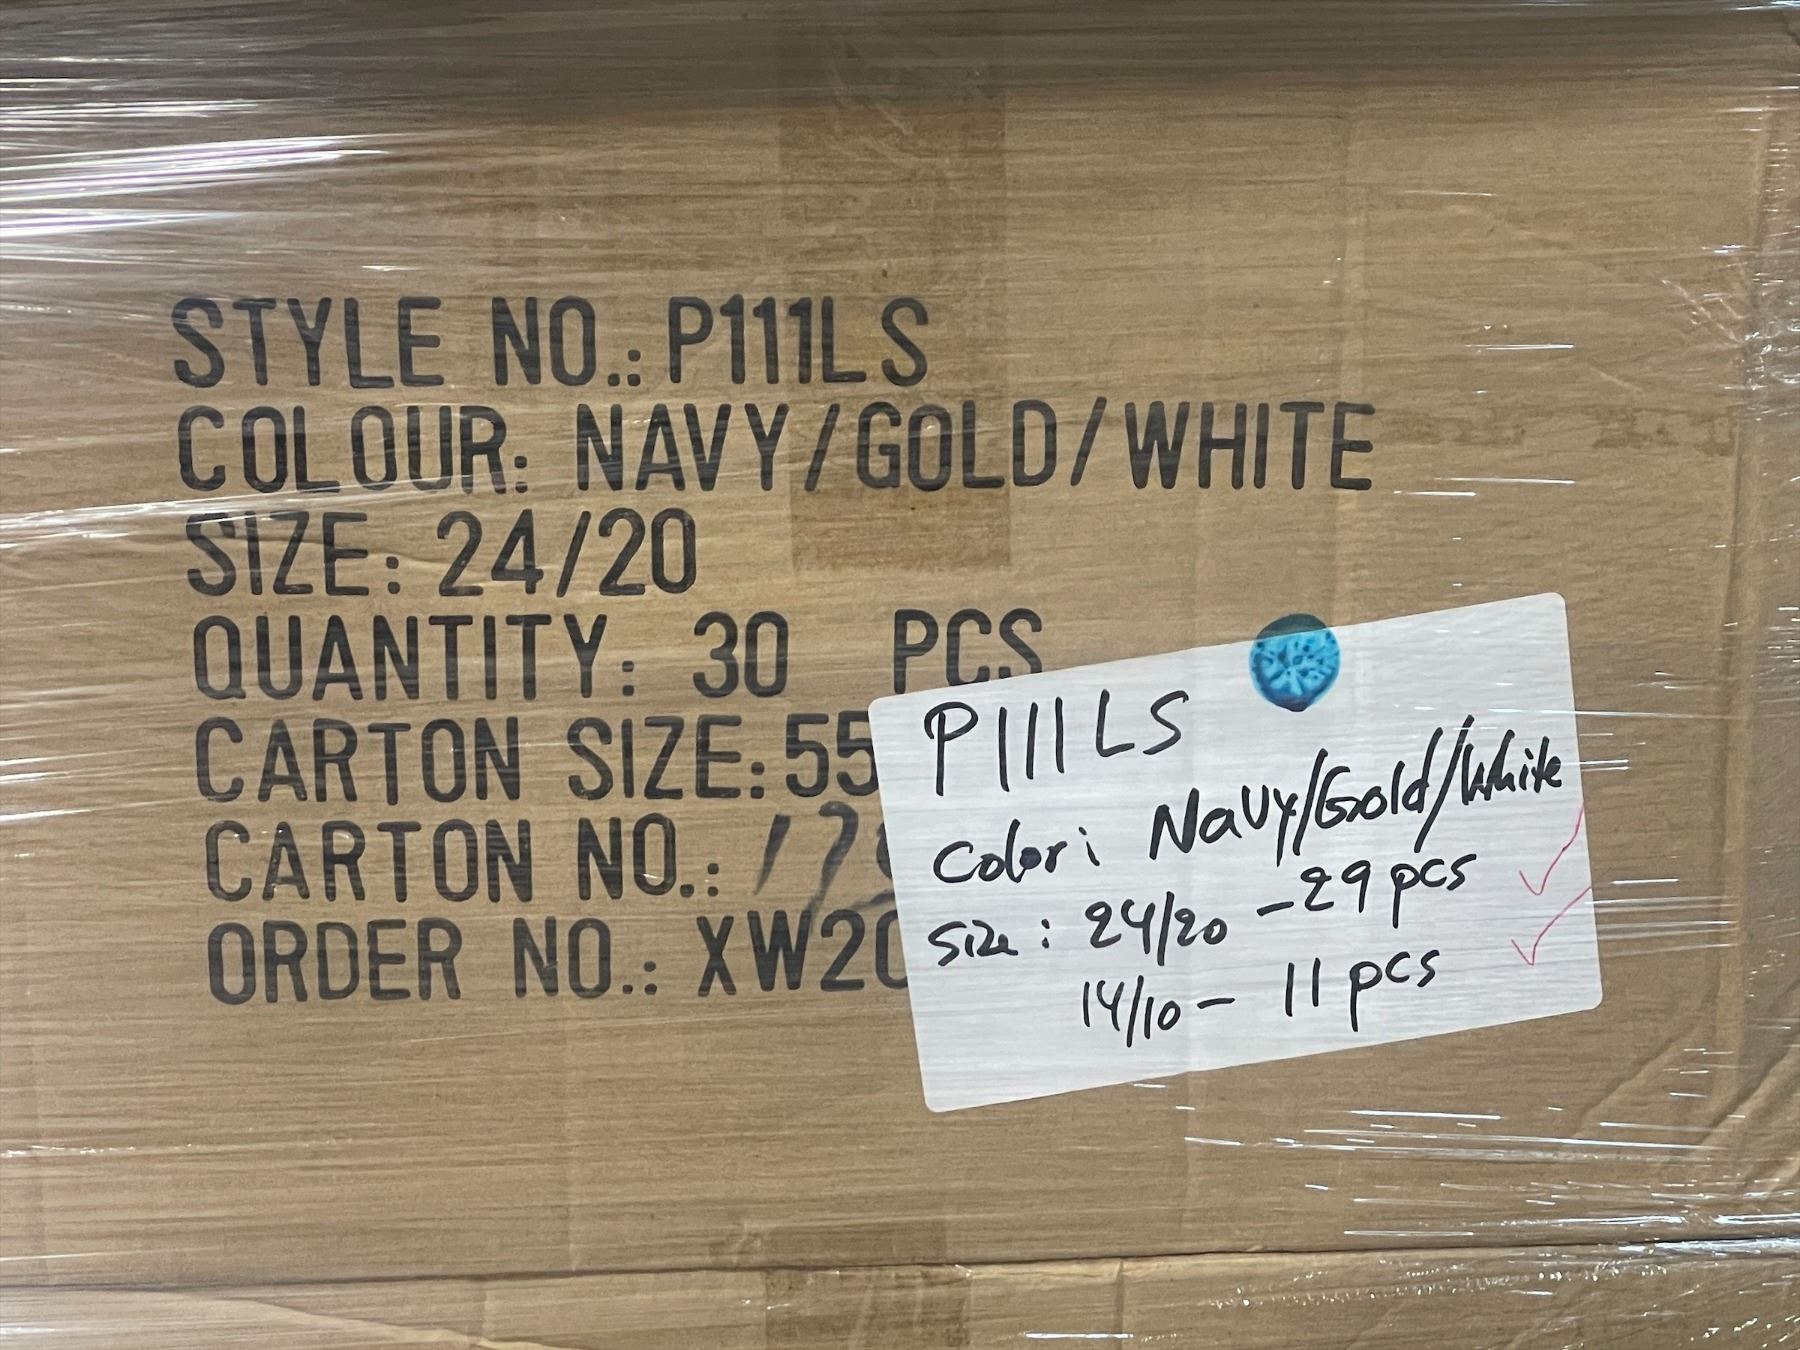 STYLE NO.: P111LS
COLOUR: NAVY/GOLD/WHITE
SIZE: 24/20
QUANTITY: 30 PCS
CARTON SIZE: 55
CARTON NO.: 17
ORDER NO.: XW20
P111LS
Color: Navy/Gold/White
Size: 24/20 - 29 pcs
14/10 - 11 pcs